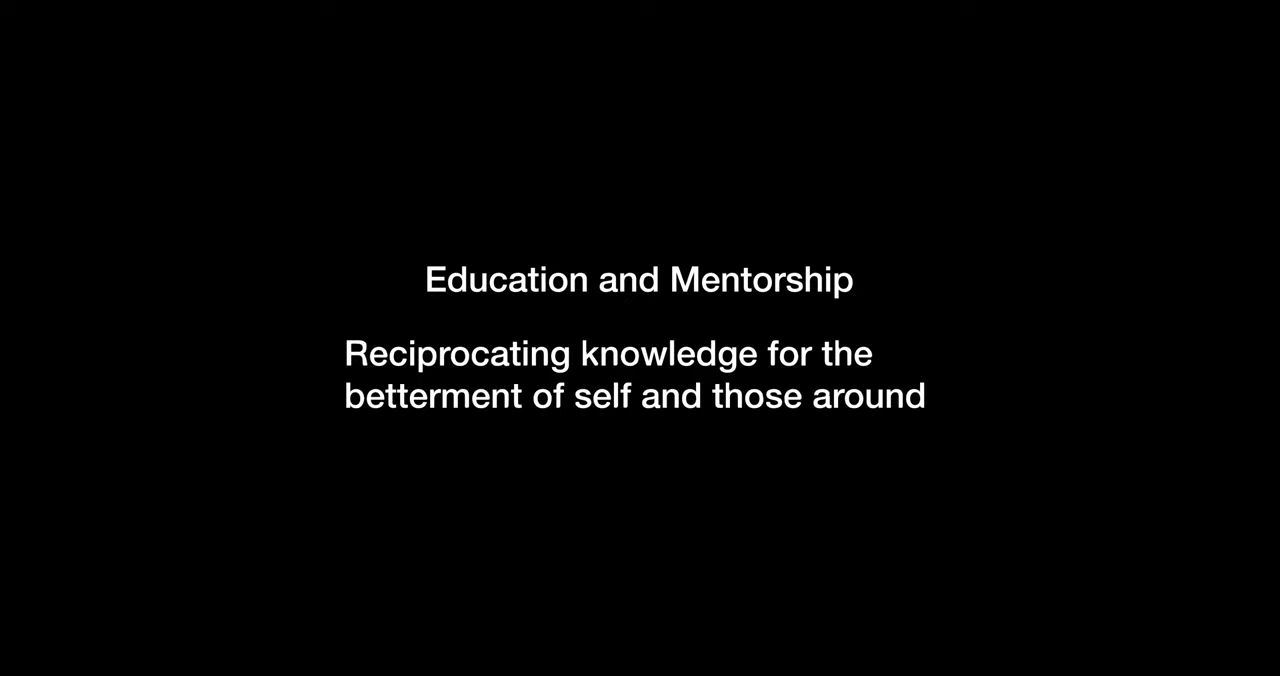 Education and Mentorship
Reciprocating knowledge for the
betterment of self and those around